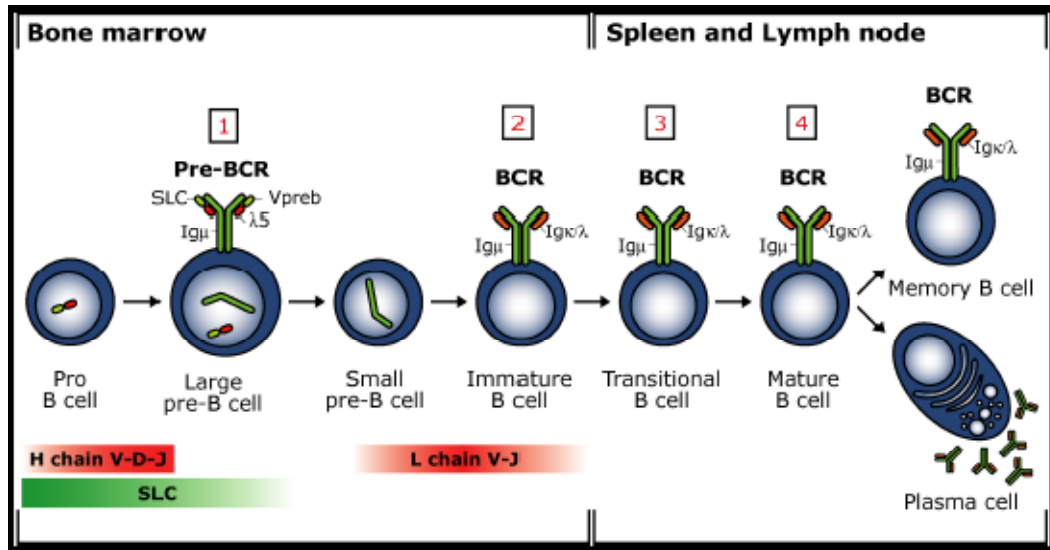 Bone marrow
Spleen and Lymph node
1
2
3
4
BCR
Pre-BCR
BCR
BCR
BCR
SLC
Vpreb
λ5
Igμ
Igμ
Igκ/λ
Igμ
Igκ/λ
Igμ
Igκ/λ
Igμ
Igκ/λ
Memory B cell
Pro
B cell
Large
pre-B cell
Small
pre-B cell
Immature
B cell
Transitional
B cell
Mature
B cell
H chain V-D-J
L chain V-J
SLC
Plasma cell